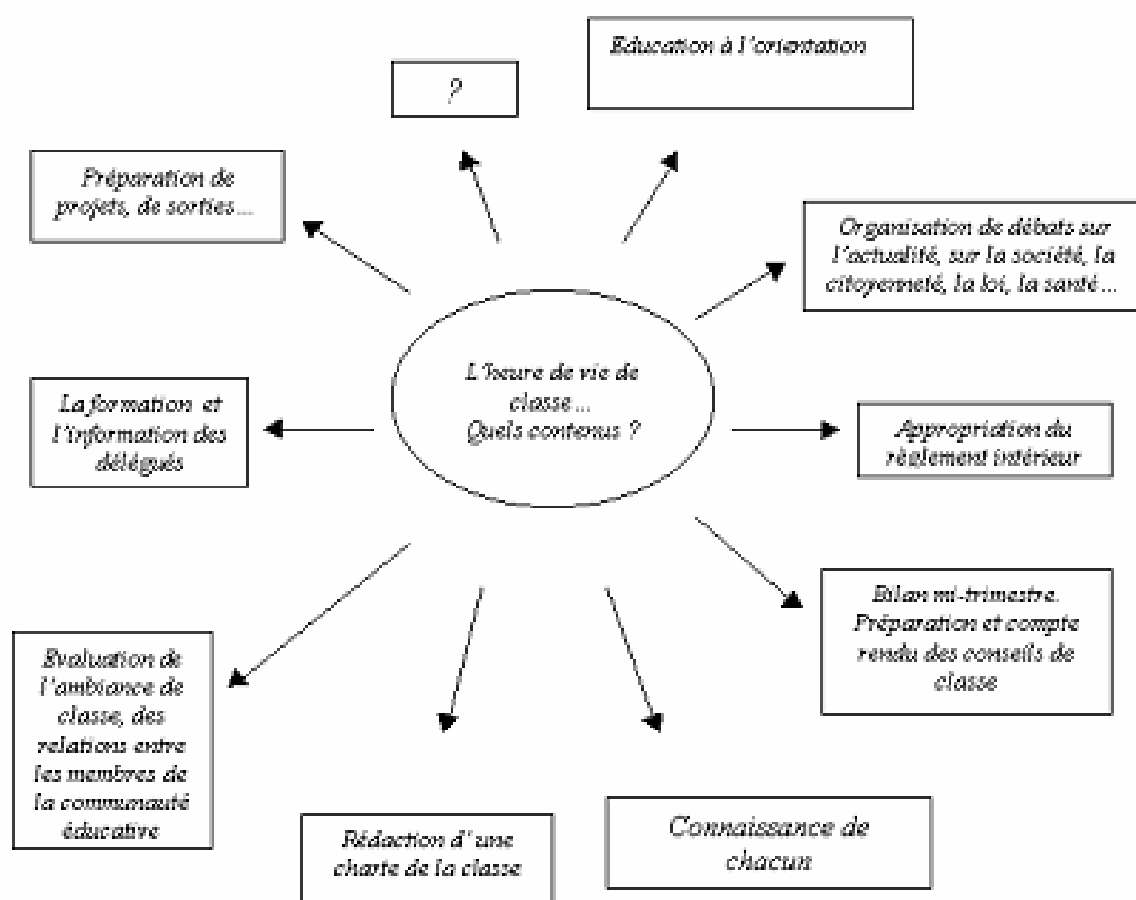 ?
Education à l'orientation
Préparation de
projets, de sorties...
Organisation de débats sur
l'actualité, sur la société, la
citoyenneté, la loi, la santé...
L'heure de vie de
classe...
Quels contenus ?
La formation et
l'information des
délégués
Appropriation du
règlement intérieur
Bilan mi-trimestre.
Préparation et compte
rendu des conseils de
classe
Evaluation de
l'ambiance de
classe, des
relations entre
les membres de
la communauté
éducative
Rédaction d'une
charte de la classe
Connaissance de
chacun